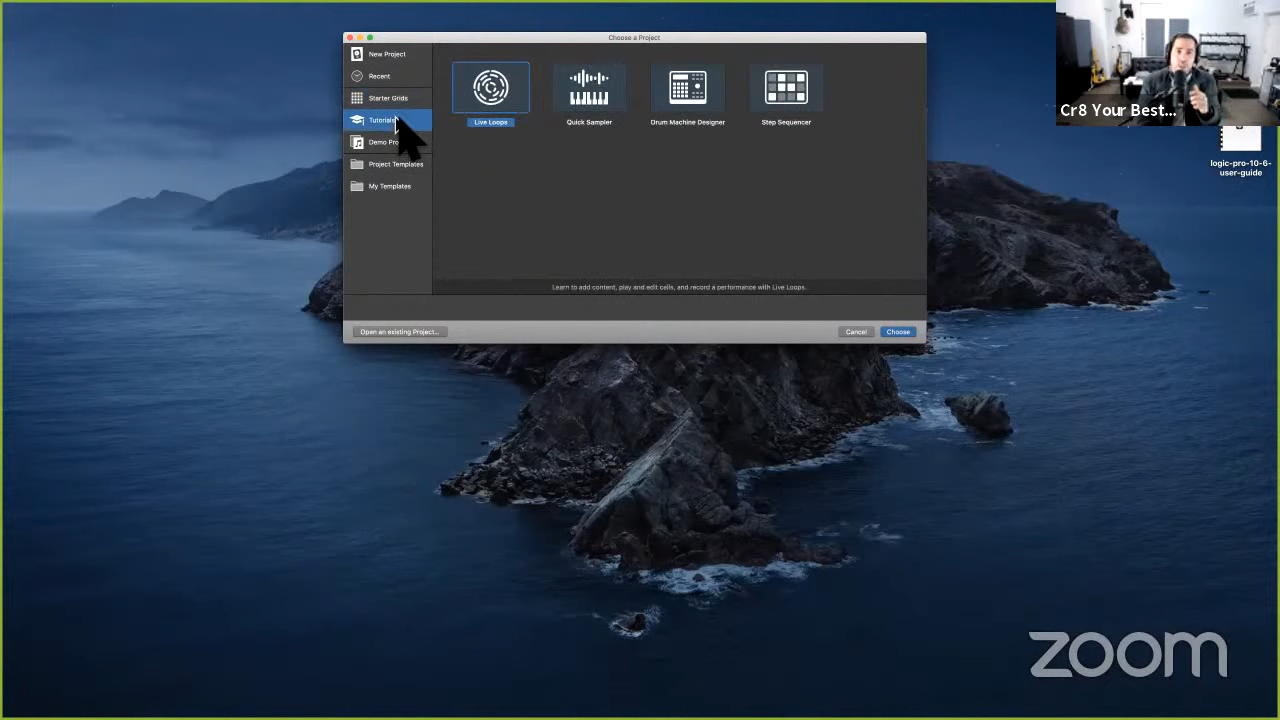 Choose a Project
New Project
Recent
Starter Grids
Tutorials
Demo Pro
Project Templates
My Templates
Live Loops
Quick Sampler
Drum Machine Designer
Step Sequencer
Learn to add content, play and edit cells, and record a performance with Live Loops.
Open an existing Project...
Cancel
Choose
Cr8 Your Best...
logic-pro-10-6-
user-guide
zoom